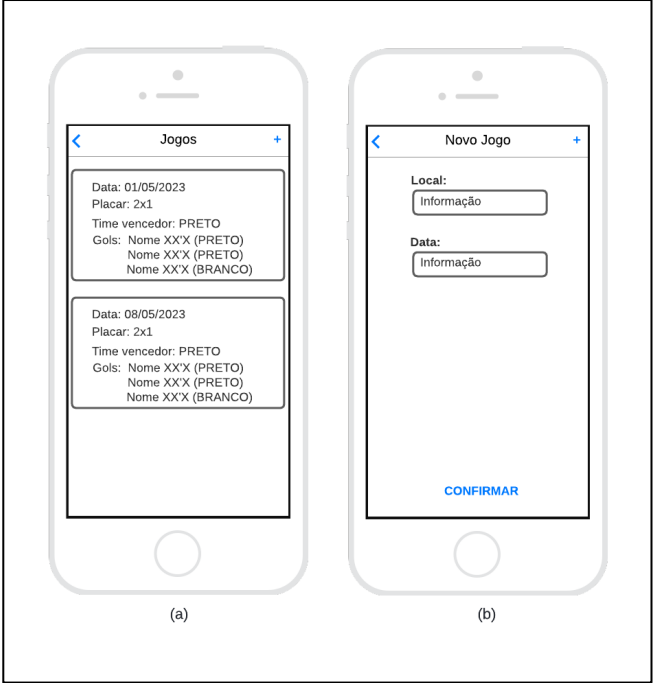 Jogos +
Data: 01/05/2023
Placar: 2x1
Time vencedor: PRETO
Gols: Nome XX'X (PRETO)
Nome XX'X (PRETO)
Nome XX'X (BRANCO)
Data: 08/05/2023
Placar: 2x1
Time vencedor: PRETO
Gols: Nome XX'X (PRETO)
Nome XX'X (PRETO)
Nome XX'X (BRANCO)
(a)
Novo Jogo +
Local:
Informação
Data:
Informação
CONFIRMAR
(b)